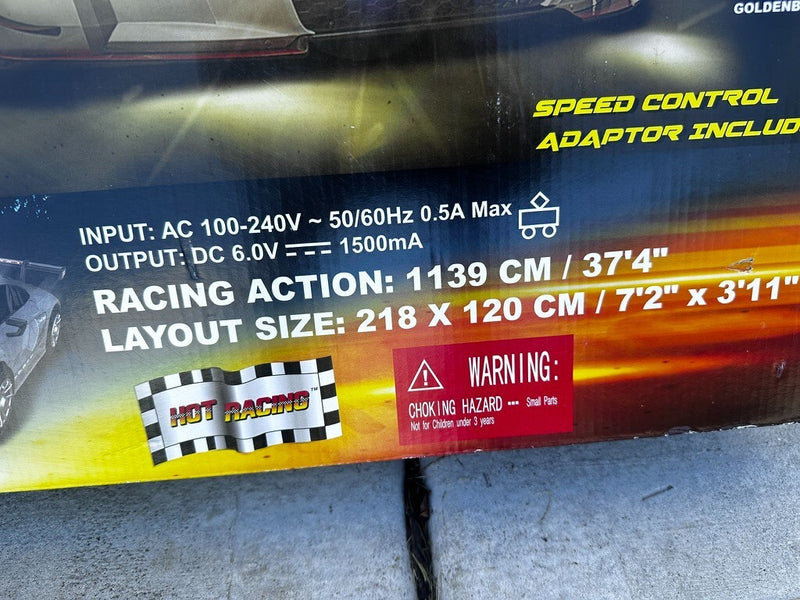 GOLDENB
SPEED CONTROL
ADAPTOR INCLUD
INPUT: AC 100-240V ~ 50/60Hz 0.5A Max
OUTPUT: DC 6.0V ⎓ 1500mA
RACING ACTION: 1139 CM / 37'4"
LAYOUT SIZE: 218 X 120 CM / 7'2" x 3'11"
HOT RACING™
WARNING:
CHOKING HAZARD --- Small Parts
Not for Children under 3 years